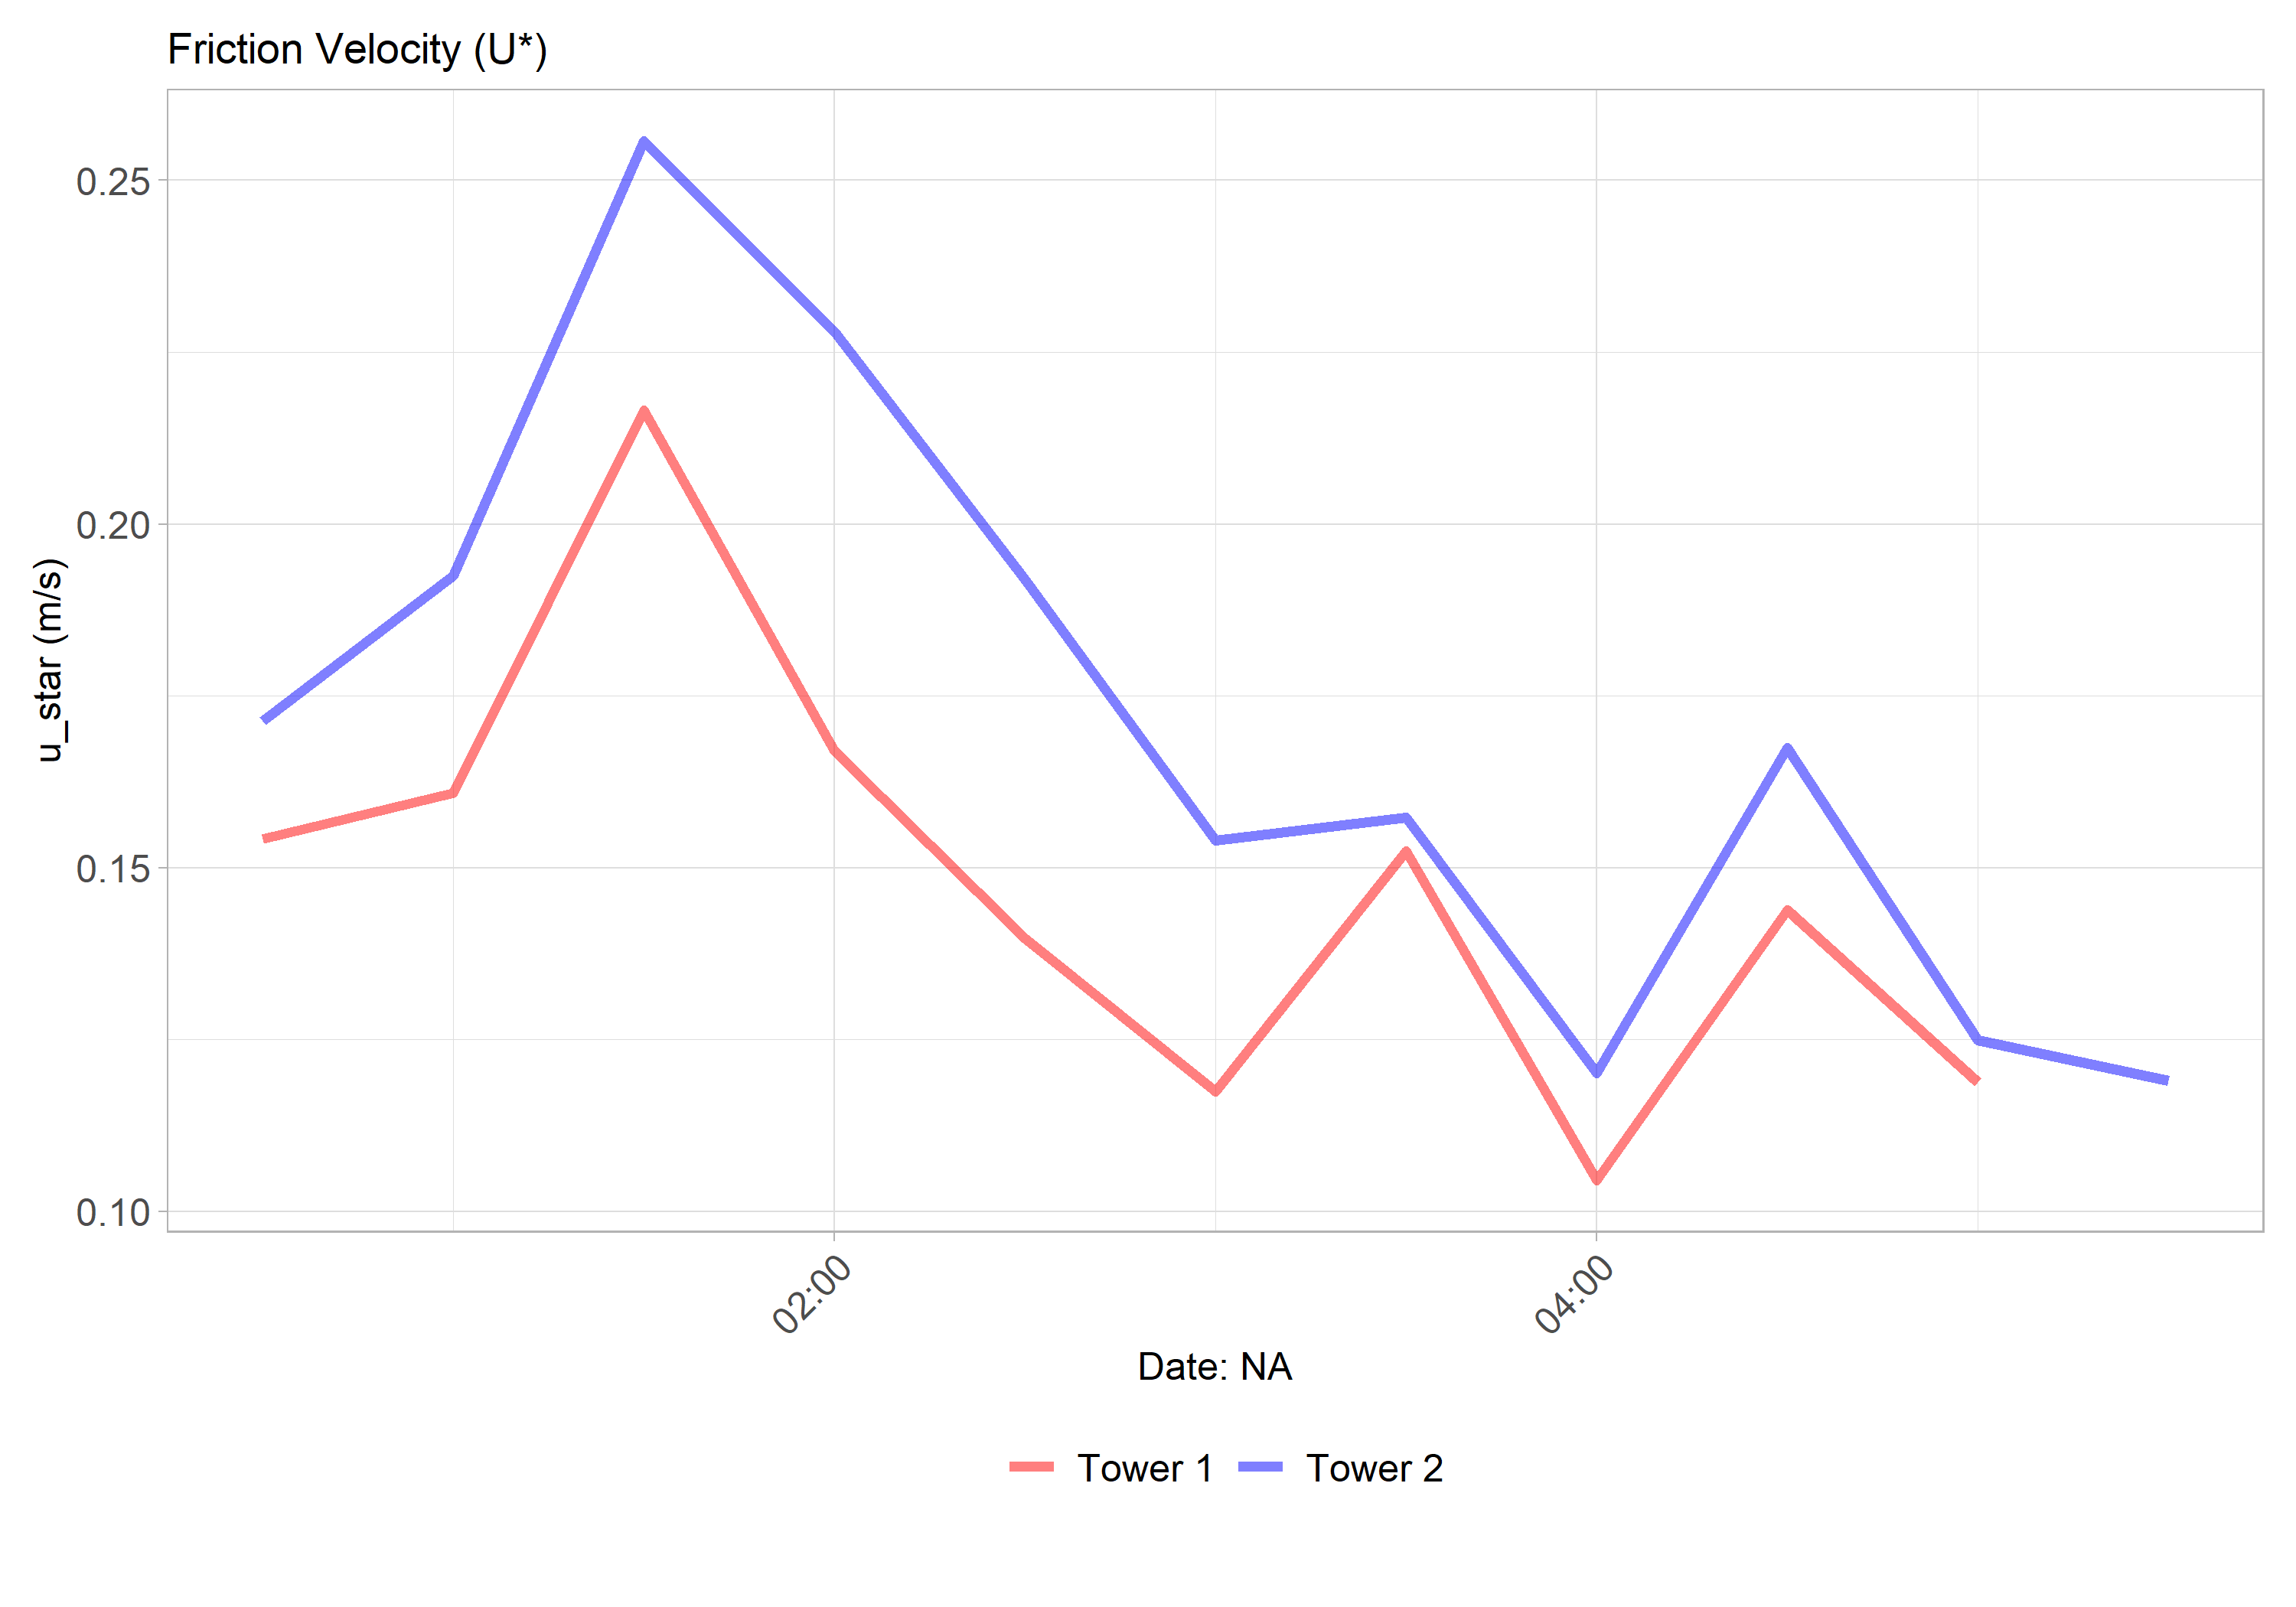 Friction Velocity (U*)
u_star (m/s)
0.25
0.20
0.15
0.10
02:00
04:00
Date: NA
Tower 1
Tower 2